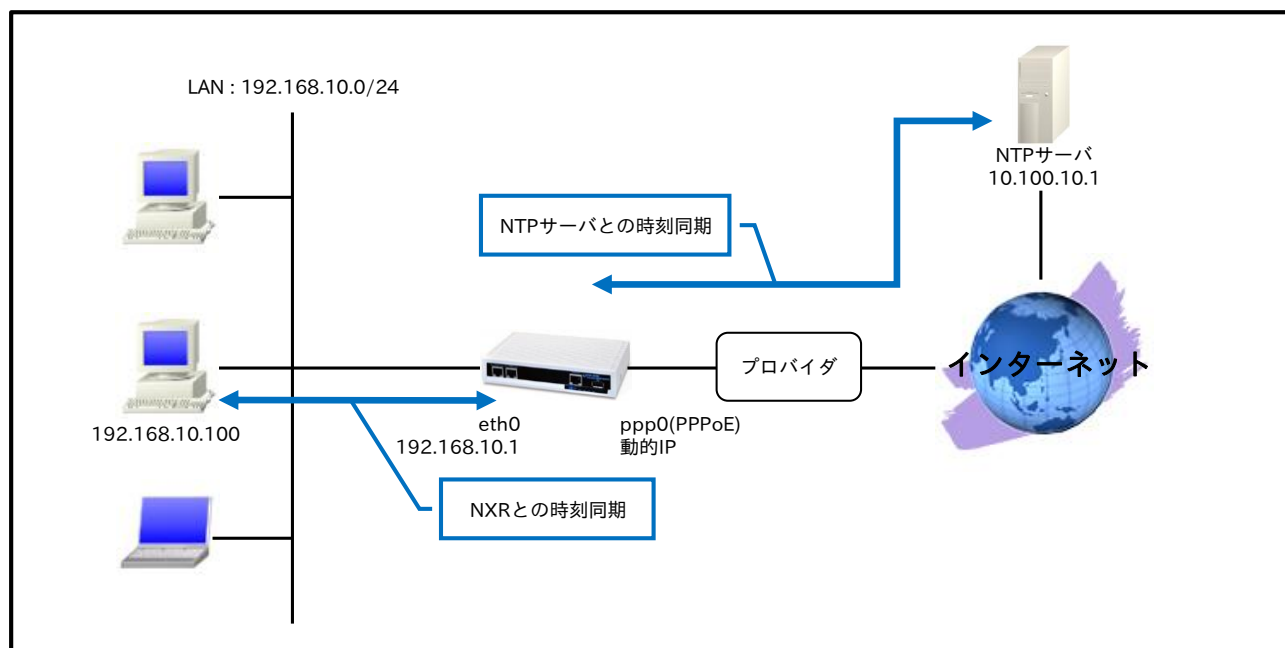 LAN : 192.168.10.0/24
NTPサーバ
10.100.10.1
NTPサーバとの時刻同期
プロバイダ
インターネット
192.168.10.100
eth0
192.168.10.1
ppp0(PPPoE)
動的IP
NXRとの時刻同期